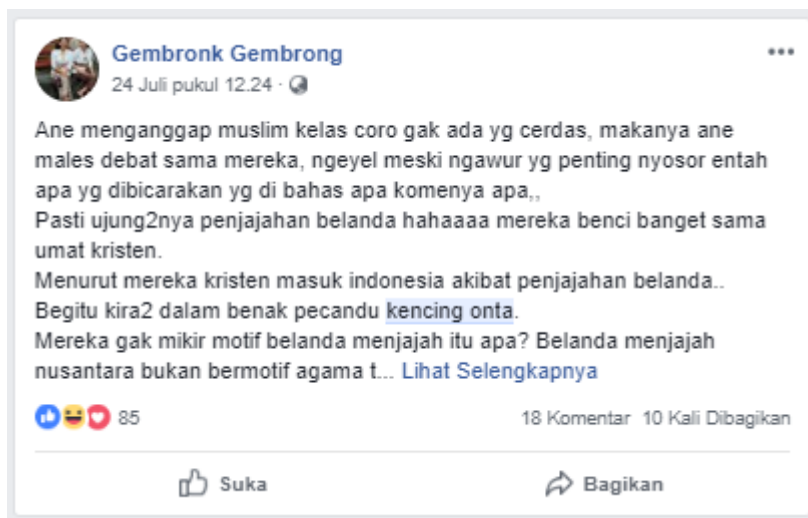 Gembronk Gembrong
24 Juli pukul 12.24 ·
Ane menganggap muslim kelas coro gak ada yg cerdas, makanya ane
males debat sama mereka, ngeyel meski ngawur yg penting nyosor entah
apa yg dibicarakan yg di bahas apa komenya apa,,
Pasti ujung2nya penjajahan belanda hahaaaa mereka benci banget sama
umat kristen.
Menurut mereka kristen masuk indonesia akibat penjajahan belanda..
Begitu kira2 dalam benak pecandu kencing onta.
Mereka gak mikir motif belanda menjajah itu apa? Belanda menjajah
nusantara bukan bermotif agama t... Lihat Selengkapnya
85
18 Komentar 10 Kali Dibagikan
Suka
Bagikan